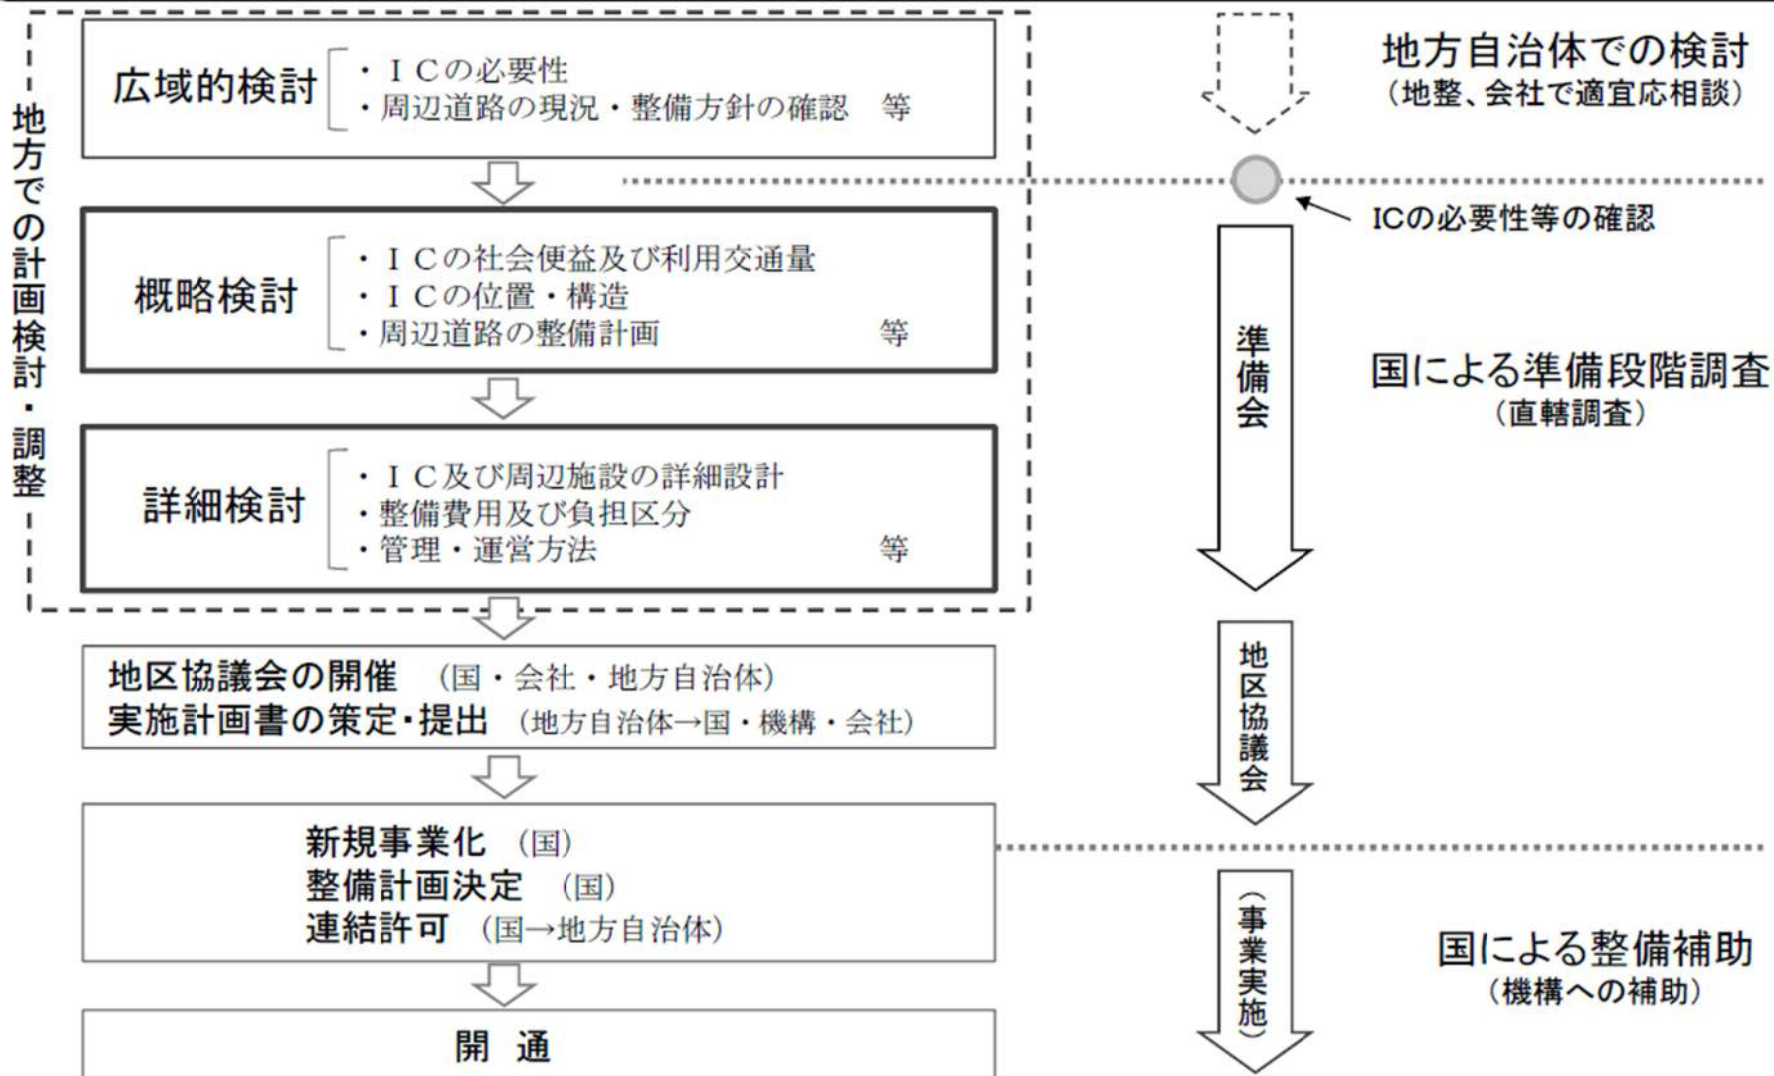 地方での計画検討・調整
広域的検討
・ＩＣの必要性
・周辺道路の現況・整備方針の確認　等
概略検討
・ＩＣの社会便益及び利用交通量
・ＩＣの位置・構造
・周辺道路の整備計画　等
詳細検討
・ＩＣ及び周辺施設の詳細設計
・整備費用及び負担区分
・管理・運営方法　等
地区協議会の開催　（国・会社・地方自治体）
実施計画書の策定・提出　（地方自治体→国・機構・会社）
新規事業化　（国）
整備計画決定　（国）
連結許可　（国→地方自治体）
開　通
地方自治体での検討
（地整、会社で適宜応相談）
ICの必要性等の確認
準備会
国による準備段階調査
（直轄調査）
地区協議会
（事業実施）
国による整備補助
（機構への補助）